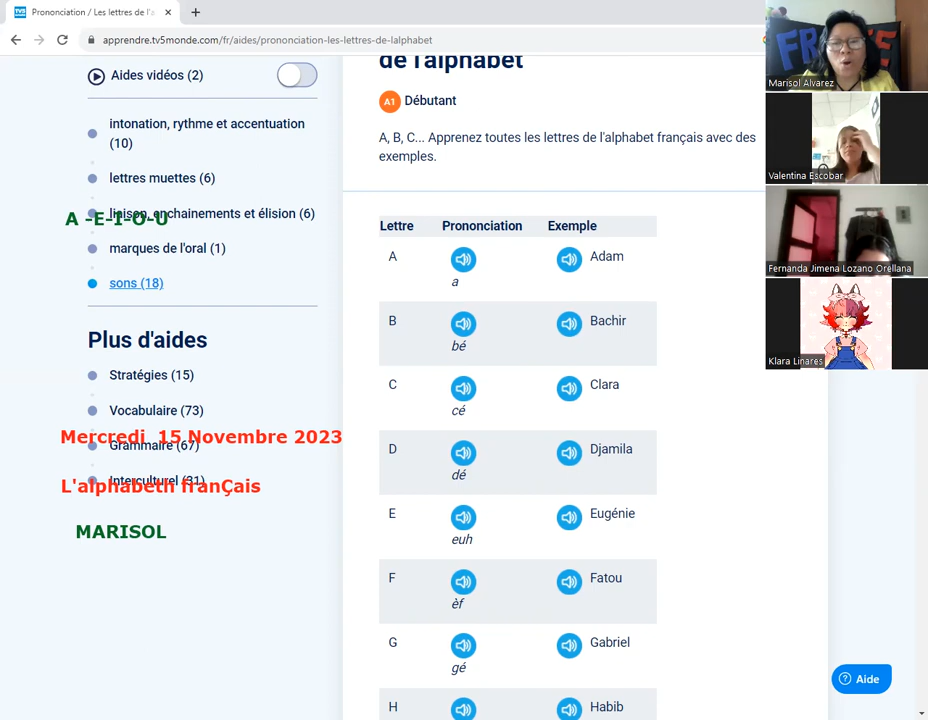 Prononciation / Les lettres de l'a
apprendre.tv5monde.com/fr/aides/prononciation-les-lettres-de-lalphabet
Aides vidéos (2)
intonation, rythme et accentuation
(10)
lettres muettes (6)
liaison, enchainements et élision (6)
A -E-I-O-U
marques de l'oral (1)
sons (18)
Plus d'aides
Stratégies (15)
Vocabulaire (73)
Mercredi 15 Novembre 2023
Grammaire (67)
Interculturel (31)
L'alphabeth franÇais
MARISOL
de l'alphabet
A1 Débutant
A, B, C... Apprenez toutes les lettres de l'alphabet français avec des
exemples.
Lettre Prononciation Exemple
A a Adam
B bé Bachir
C cé Clara
D dé Djamila
E euh Eugénie
F èf Fatou
G gé Gabriel
H Habib
Marisol Alvarez
Valentina Escobar
Fernanda Jimena Lozano Orellana
Klara Linares
Aide